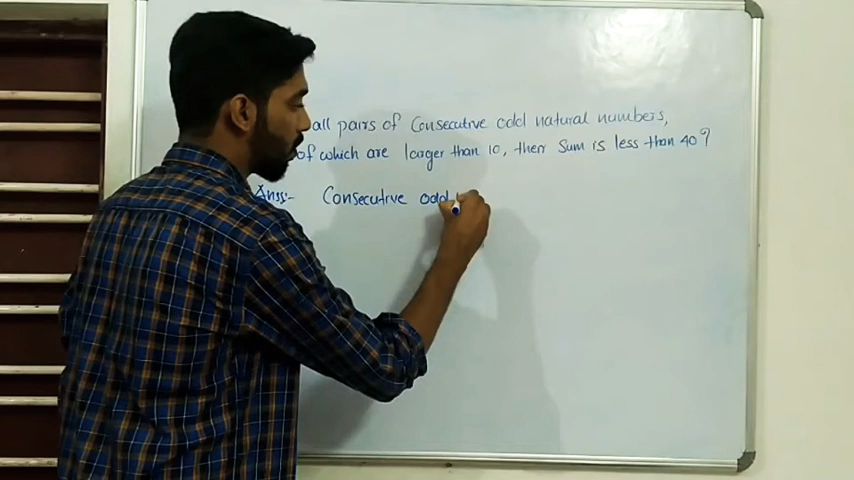 all pairs of Consecutive odd natural numbers,
of which are larger than 10, their Sum is less than 40?
Ans:- Consecutive odd